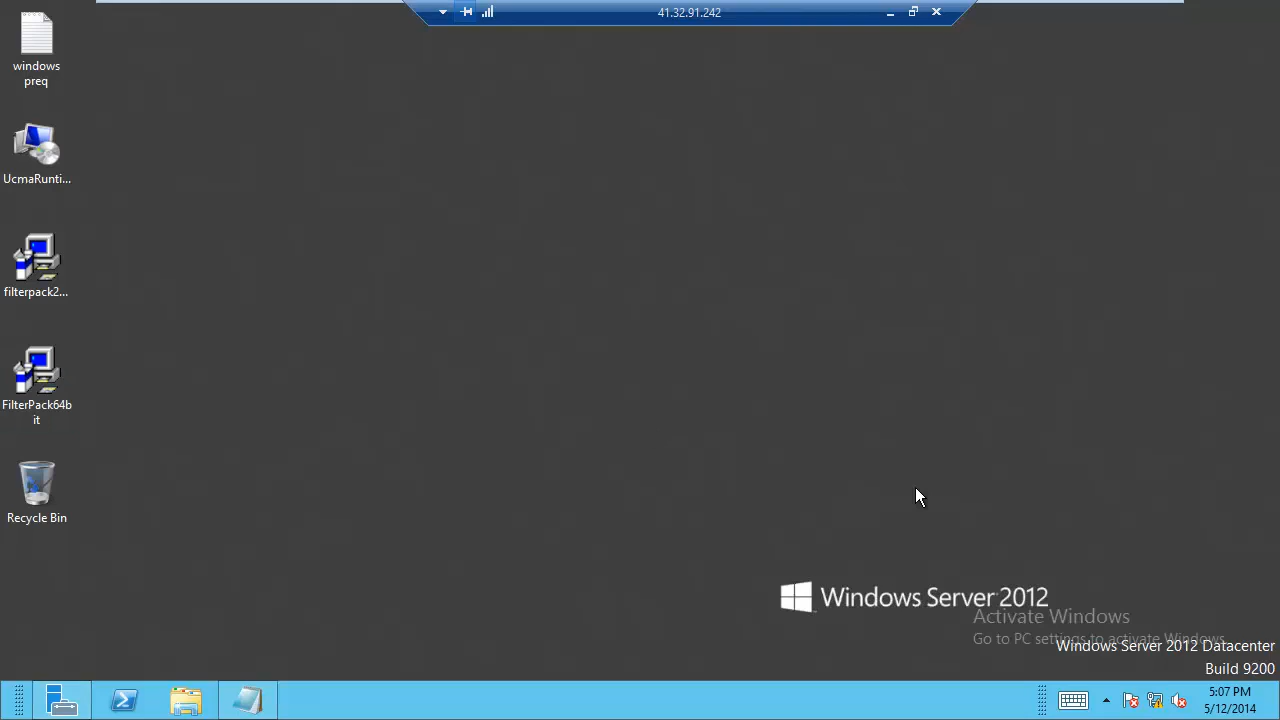 41.32.91.242
windows
preq
UcmaRunti...
filterpack2...
FilterPack64b
it
Recycle Bin
Windows Server 2012
Activate Windows
Go to PC settings to activate Windows.
Windows Server 2012 Datacenter
Build 9200
5:07 PM
5/12/2014